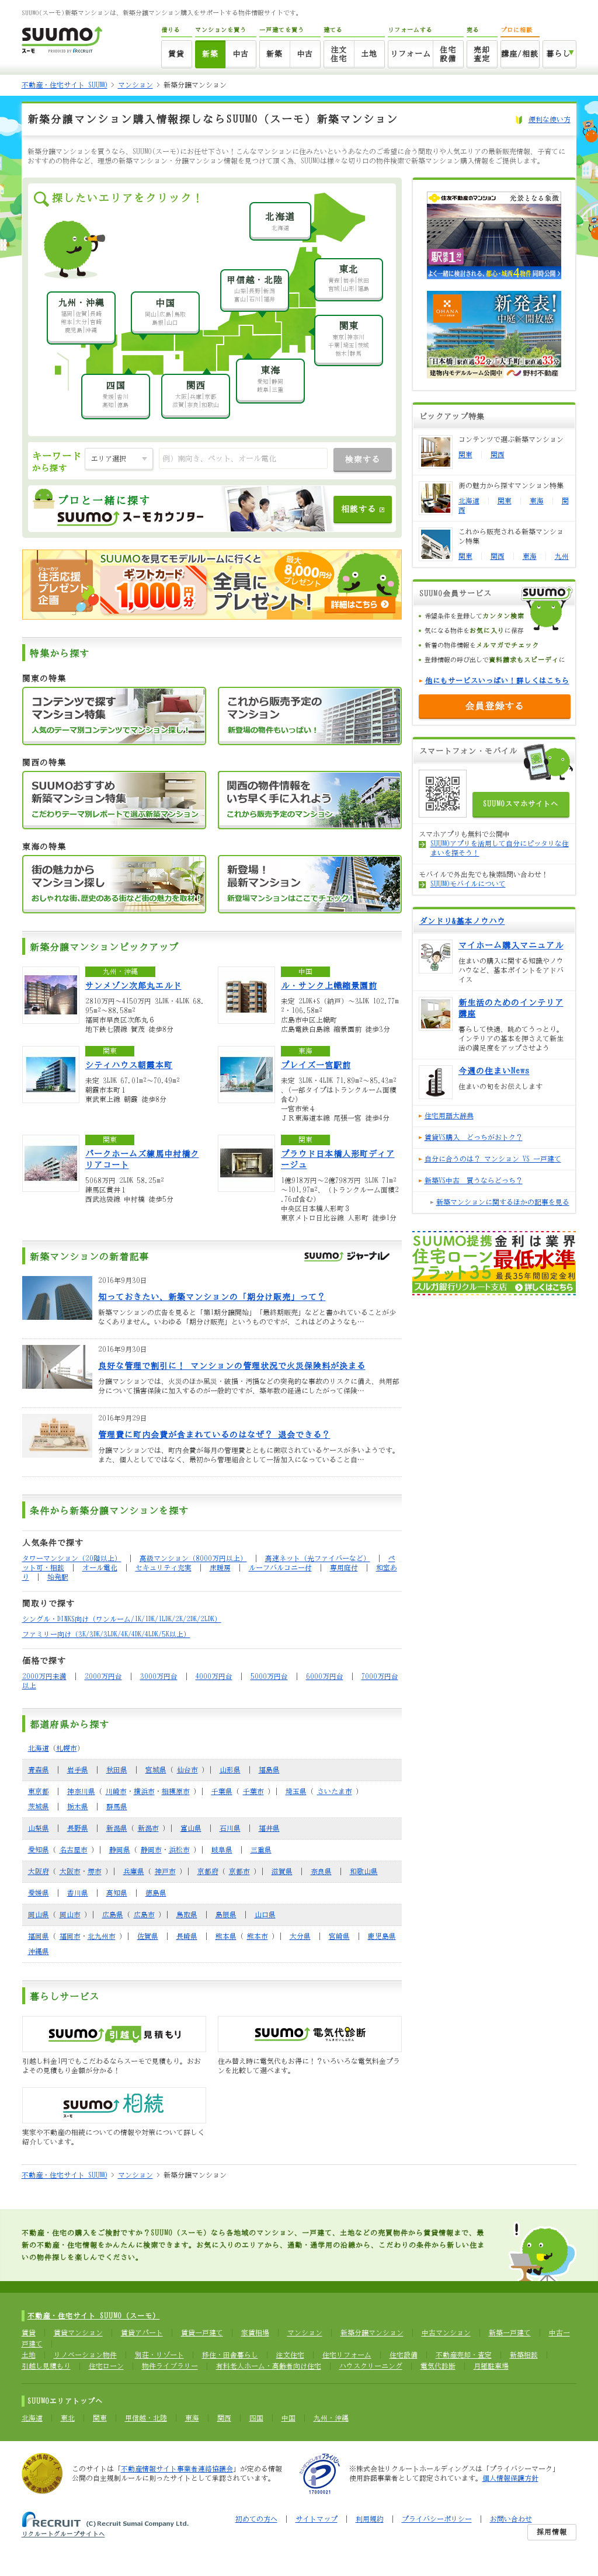 SUUMO(スーモ)新築マンションは、新築分譲マンション購入をサポートする物件情報サイトです。
SUUMO
スーモ
借りる
マンションを買う
一戸建てを買う
建てる
リフォームする
売る
プロに相談
賃貸
新築
中古
新築
中古
注文住宅
土地
リフォーム
住宅設備
売却査定
講座/相談
暮らし
不動産・住宅サイト SUUMO > マンション > 新築分譲マンション
新築分譲マンション購入情報探しならSUUMO（スーモ）新築マンション
便利な使い方
新築分譲マンションを買うなら、SUUMO(スーモ)にお任せ下さい！こんなマンションに住みたいというあなたのご希望に合う間取りや人気エリアの最新販売情報、子育てにおすすめの物件など、理想の新築マンション・分譲マンション情報を見つけて頂く為、SUUMOは様々な切り口の物件検索で新築マンション購入情報をご提供します。
探したいエリアをクリック！
北海道
北海道
東北
青森|岩手|秋田
宮城|山形|福島
甲信越・北陸
山梨|長野|新潟
富山|石川|福井
関東
東京|神奈川
千葉|埼玉|茨城
栃木|群馬
九州・沖縄
福岡|佐賀|長崎
熊本|大分|宮崎
鹿児島|沖縄
中国
岡山|広島|鳥取
島根|山口
東海
愛知|静岡
岐阜|三重
四国
愛媛|香川
高知|徳島
関西
大阪|兵庫|京都
滋賀|奈良|和歌山
キーワードから探す
エリア選択
例）南向き、ペット、オール電化
検索する
プロと一緒に探す
SUUMO スーモカウンター
相談する
生活応援プレゼント企画
SUUMOを見てモデルルームに行くと
ギフトカード1,000円分
全員にプレゼント！
最大8,000円分プレゼント
詳細はこちら
特集から探す
関東の特集
コンテンツで探すマンション特集
人気のテーマ別コンテンツでマンション探し！
これから販売予定のマンション
新登場の物件もいっぱい！
関西の特集
SUUMOおすすめ新築マンション特集
こだわりテーマ別レポートで選ぶ新築マンション
関西の物件情報をいち早く手に入れよう
これから販売予定のマンション
東海の特集
街の魅力からマンション探し
おしゃれな街、歴史のある街など街の魅力を取材！
新登場！最新マンション
新登場マンションはここでチェック！
新築分譲マンションピックアップ
九州・沖縄
サンメゾン次郎丸エルド
2810万円～4150万円 3LDK・4LDK 68.95m²～88.58m²
福岡市早良区次郎丸６
地下鉄七隈線 賀茂 徒歩8分
中国
ル・サンク上幟縮景園前
未定 2LDK+S（納戸）～3LDK 102.77m²・106.58m²
広島市中区上幟町
広島電鉄白島線 縮景園前 徒歩3分
関東
シティハウス朝霞本町
未定 3LDK 67.01m²～70.49m²
朝霞市本町１
東武東上線 朝霞 徒歩8分
東海
プレイズ一宮駅前
未定 3LDK・4LDK 71.89m²～85.43m²、（一部タイプはトランクルーム面積含む）
一宮市栄４
ＪＲ東海道本線 尾張一宮 徒歩4分
関東
パークホームズ練馬中村橋クリアコート
5068万円 2LDK 58.25m²
練馬区貫井１
西武池袋線 中村橋 徒歩5分
関東
プラウド日本橋人形町ディアージュ
日本橋人形町３
東京メトロ日比谷線 人形町 徒歩1分
新築マンションの新着記事
SUUMO ジャーナル
2016年9月30日
知っておきたい、新築マンションの「期分け販売」って？
新築マンションの広告を見ると「第1期分譲開始」「最終期販売」などと書かれていることが少なくありません。いわゆる「期分け販売」というものですが、これはどのようなも…
2016年9月30日
良好な管理で割引に！ マンションの管理状況で火災保険料が決まる
分譲マンションでは、火災のほか風災・破損・汚損などの突発的な事故のリスクに備え、共用部分について損害保険に加入するのが一般的ですが、築年数の経過にしたがって保険…
2016年9月29日
管理費に町内会費が含まれているのはなぜ？ 退会できる？
分譲マンションでは、町内会費が毎月の管理費とともに徴収されているケースが多いようです。また、個人としてではなく、最初から管理組合として一括加入になっていること自…
条件から新築分譲マンションを探す
人気条件で探す
タワーマンション（20階以上） | 高級マンション（8000万円以上） | 高速ネット（光ファイバーなど） | ペット可・相談 | オール電化 | セキュリティ充実 | 床暖房 | ルーフバルコニー付 | 専用庭付 | 和室あり | 始発駅
間取りで探す
シングル・DINKS向け（ワンルーム/1K/1DK/1LDK/2K/2DK/2LDK）
ファミリー向け（3K/3DK/3LDK/4K/4DK/4LDK/5K以上）
価格で探す
2000万円未満 | 2000万円台 | 3000万円台 | 4000万円台 | 5000万円台 | 6000万円台 | 7000万円台以上
都道府県から探す
北海道（札幌市）
青森県 | 岩手県 | 秋田県 | 宮城県（ 仙台市 ）| 山形県 | 福島県
東京都 | 神奈川県（ 川崎市・横浜市・相模原市 ）| 千葉県（ 千葉市 ）| 埼玉県（ さいたま市 ）
茨城県 | 栃木県 | 群馬県
山梨県 | 長野県 | 新潟県（ 新潟市 ）| 富山県 | 石川県 | 福井県
愛知県（ 名古屋市 ）| 静岡県（ 静岡市・浜松市 ）| 岐阜県 | 三重県
大阪府（ 大阪市・堺市 ）| 兵庫県（ 神戸市 ）| 京都府（ 京都市 ）| 滋賀県 | 奈良県 | 和歌山県
愛媛県 | 香川県 | 高知県 | 徳島県
岡山県（ 岡山市 ）| 広島県（ 広島市 ）| 鳥取県 | 島根県 | 山口県
福岡県（ 福岡市・北九州市 ）| 佐賀県 | 長崎県 | 熊本県（ 熊本市 ）| 大分県 | 宮崎県 | 鹿児島県
沖縄県
暮らしサービス
SUUMO 引越し見積もり
引越し料金1円でもこだわるならスーモで見積もり。おおよその見積もり金額が分かる！
SUUMO 電気代診断
住み替え時に電気代もお得に！？いろいろな電気料金プランを比較して選べます。
SUUMO 相続
実家や不動産の相続についての情報や対策について詳しく紹介しています。
住友不動産のマンション
光景となる象徴
駅徒歩1分
よく一緒に検討される、都心・城西4物件同時公開
OHANA
新発表！
中庭×開放感
日本橋駅直通32分 大手町駅直通33分
建物内モデルルーム公開中
野村不動産
ピックアップ特集
コンテンツで選ぶ新築マンション
関東 関西
街の魅力から探すマンション特集
北海道 関東 東海 関西
これから販売される新築マンション特集
関東 関西 東海 九州
SUUMO会員サービス
SUUMO
希望条件を登録してカンタン検索
気になる物件をお気に入りに保存
新着の物件情報をメルマガでチェック
登録情報の呼び出しで資料請求もスピーディに
他にもサービスいっぱい！詳しくはこちら
会員登録する
スマートフォン・モバイル
SUUMOスマホサイトへ
スマホアプリも無料で公開中
SUUMOアプリを活用して自分にピッタリな住まいを探そう！
モバイルで外出先でも検索&問い合わせ！
SUUMOモバイルについて
ダンドリ&基本ノウハウ
マイホーム購入マニュアル
住まいの購入に関する知識やノウハウなど、基本ポイントをアドバイス
新生活のためのインテリア講座
暮らして快適、眺めてうっとり。インテリアの基本を押さえて新生活の満足度をアップさせよう
今週の住まいNews
住まいの旬をお伝えします
住宅用語大辞典
賃貸VS購入 どっちがおトク？
自分に合うのは？ マンション VS 一戸建て
新築VS中古 買うならどっち？
新築マンションに関するほかの記事を見る
SUUMO提携 金利は業界最低水準
住宅ローン フラット35
最長35年間固定金利
スルガ銀行リクルート支店
詳しくはこちら
不動産・住宅サイト SUUMO > マンション > 新築分譲マンション
不動産・住宅の購入をご検討ですか？SUUMO（スーモ）なら各地域のマンション、一戸建て、土地などの売買物件から賃貸情報まで、最新の不動産・住宅情報をかんたんに検索できます。お気に入りのエリアから、通勤・通学用の沿線から、こだわりの条件から新しい住まいの物件探しを楽しんでください。
不動産・住宅サイト SUUMO（スーモ）
賃貸 賃貸マンション 賃貸アパート 賃貸一戸建て 家賃相場 マンション 新築分譲マンション 中古マンション 新築一戸建て 中古一戸建て
土地 リノベーション物件 別荘・リゾート 移住・田舎暮らし 注文住宅 住宅リフォーム 住宅設備 不動産売却・査定 新築相談
引越し見積もり 住宅ローン 物件ライブラリー 有料老人ホーム・高齢者向け住宅 ハウスクリーニング 電気代診断 月極駐車場
SUUMOエリアトップへ
北海道 東北 関東 甲信越・北陸 東海 関西 四国 中国 九州・沖縄
このサイトは「不動産情報サイト事業者連絡協議会」が定める情報公開の自主規制ルールに則ったサイトとして承認されています。
※株式会社リクルートホールディングスは「プライバシーマーク」使用許諾事業者として認定されています。個人情報保護方針
RECRUIT (C)Recruit Sumai Company Ltd.
リクルートグループサイトへ
初めての方へ | サイトマップ | 利用規約 | プライバシーポリシー | お問い合わせ
採用情報